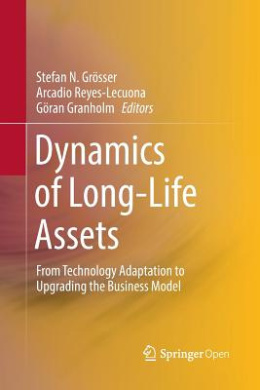 Stefan N. Grösser
Arcadio Reyes-Lecuona
Göran Granholm Editors
Dynamics
of Long-Life
Assets
From Technology Adaptation to
Upgrading the Business Model
Springer Open